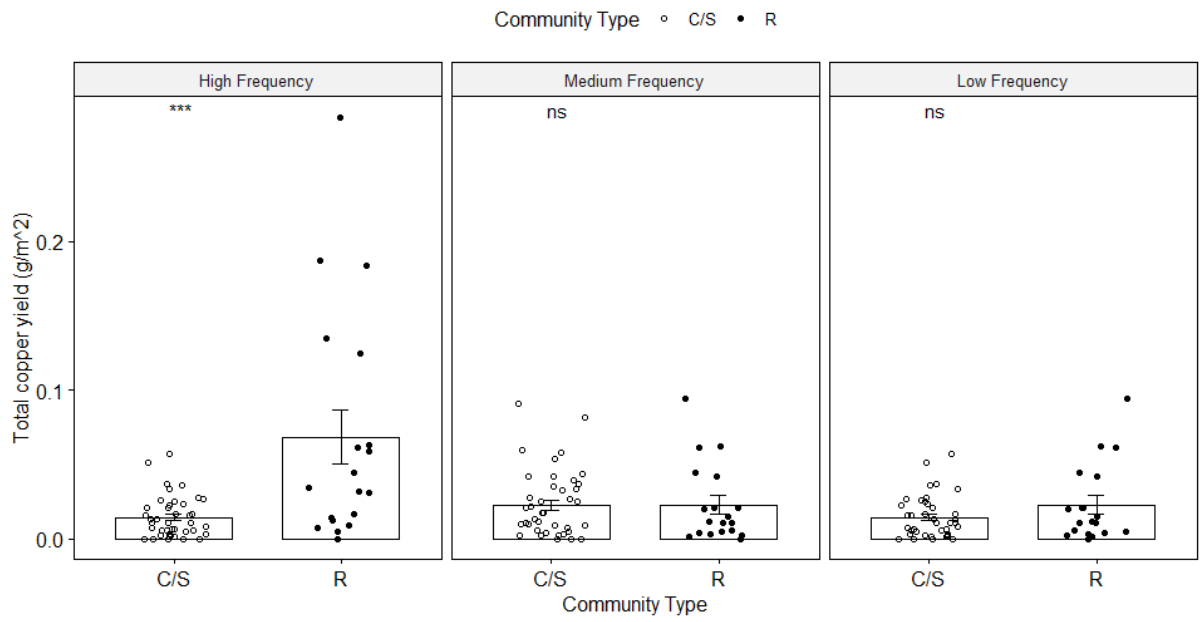 Community Type C/S R
High Frequency Medium Frequency Low Frequency
*** ns ns
Total copper yield (g/m^2)
0.2
0.1
0.0
C/S R C/S R C/S R
Community Type